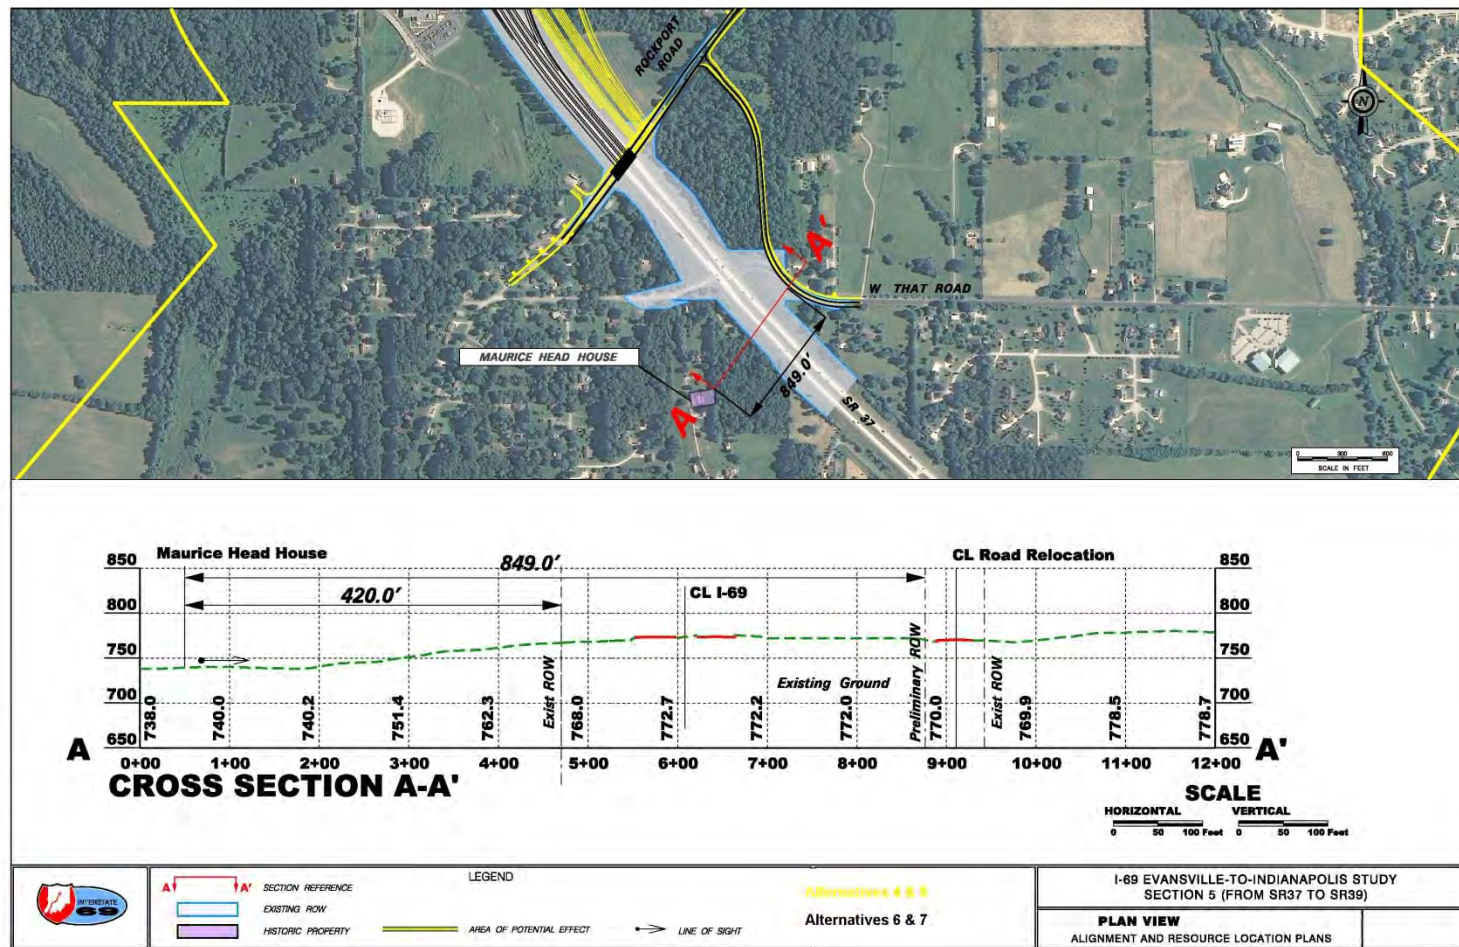 ROCKPORT
ROAD
N
A'
W THAT ROAD
MAURICE HEAD HOUSE
849.0'
A
SR 37
0 300 600
SCALE IN FEET
Maurice Head House
849.0'
CL Road Relocation
420.0'
CL I-69
850
800
750
700
650
850
800
750
700
650
Existing Ground
Exist ROW
Preliminary ROW
Exist ROW
738.0 740.0 740.2 751.4 762.3 768.0 772.7 772.2 772.0 770.0 769.9 778.5 778.7
A
A'
0+00 1+00 2+00 3+00 4+00 5+00 6+00 7+00 8+00 9+00 10+00 11+00 12+00
CROSS SECTION A-A'
SCALE
HORIZONTAL VERTICAL
0 50 100 Feet 0 50 100 Feet
INTERSTATE
69
LEGEND
A A' SECTION REFERENCE
EXISTING ROW
HISTORIC PROPERTY
AREA OF POTENTIAL EFFECT
LINE OF SIGHT
Alternatives 6 & 7
I-69 EVANSVILLE-TO-INDIANAPOLIS STUDY
SECTION 5 (FROM SR37 TO SR39)
PLAN VIEW
ALIGNMENT AND RESOURCE LOCATION PLANS